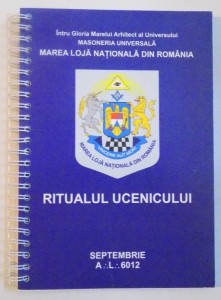 Întru Gloria Marelui Arhitect al Universului
MASONERIA UNIVERSALĂ
MAREA LOJĂ NAȚIONALĂ DIN ROMÂNIA
MAREA LOJĂ NAȚIONALĂ DIN ROMÂNIA
RITUALUL UCENICULUI
SEPTEMBRIE
A∴L∴6012